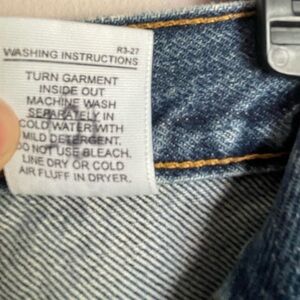 R3-27
WASHING INSTRUCTIONS
TURN GARMENT
INSIDE OUT
MACHINE WASH
SEPARATELY IN
COLD WATER WITH
MILD DETERGENT.
DO NOT USE BLEACH.
LINE DRY OR COLD
AIR FLUFF IN DRYER.